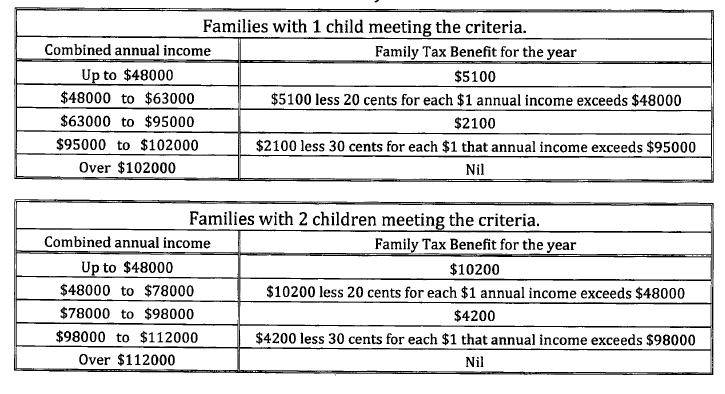 Families with 1 child meeting the criteria.
Combined annual income Family Tax Benefit for the year
Up to $48000 $5100
$48000 to $63000 $5100 less 20 cents for each $1 annual income exceeds $48000
$63000 to $95000 $2100
$95000 to $102000 $2100 less 30 cents for each $1 that annual income exceeds $95000
Over $102000 Nil
Families with 2 children meeting the criteria.
Combined annual income Family Tax Benefit for the year
Up to $48000 $10200
$48000 to $78000 $10200 less 20 cents for each $1 annual income exceeds $48000
$78000 to $98000 $4200
$98000 to $112000 $4200 less 30 cents for each $1 that annual income exceeds $98000
Over $112000 Nil